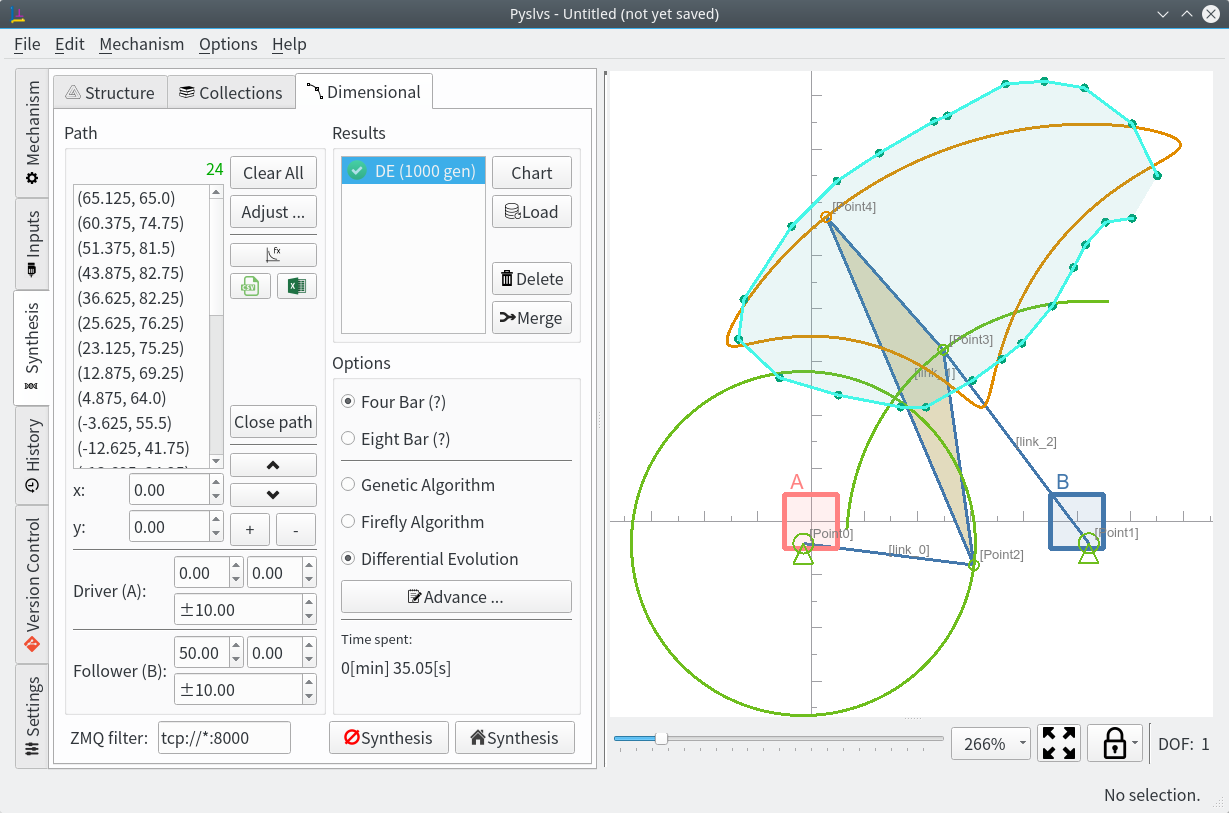 Pyslvs - Untitled (not yet saved)
File Edit Mechanism Options Help
Mechanism
Inputs
Synthesis
History
Version Control
Settings
Structure Collections Dimensional
Path
24
(65.125, 65.0)
(60.375, 74.75)
(51.375, 81.5)
(43.875, 82.75)
(36.625, 82.25)
(25.625, 76.25)
(23.125, 75.25)
(12.875, 69.25)
(4.875, 64.0)
(-3.625, 55.5)
(-12.625, 41.75)
Clear All
Adjust ...
fx
CSV
Close path
x: 0.00
y: 0.00
+ -
Driver (A): 0.00 0.00
±10.00
Follower (B): 50.00 0.00
±10.00
ZMQ filter: tcp://*:8000
Results
DE (1000 gen)
Chart
Load
Delete
Merge
Options
Four Bar (?)
Eight Bar (?)
Genetic Algorithm
Firefly Algorithm
Differential Evolution
Advance ...
Time spent:
0[min] 35.05[s]
Synthesis Synthesis
[Point4]
[Point3]
[link_1]
[link_2]
A
B
[Point0]
[Point1]
[link_0]
[Point2]
266%
DOF: 1
No selection.